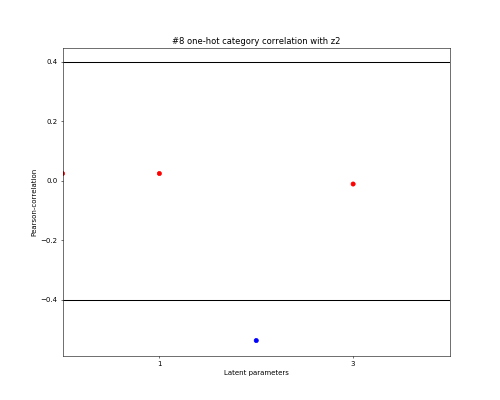 #8 one-hot category correlation with z2
0.4
0.2
0.0
−0.2
−0.4
Pearson-correlation
1
3
Latent parameters